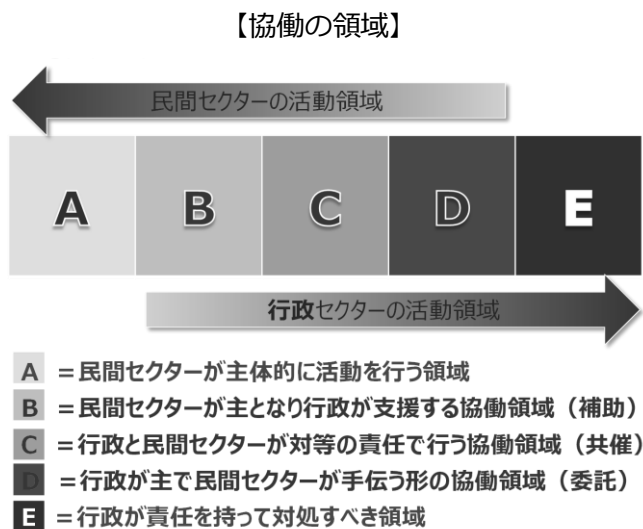 【協働の領域】
民間セクターの活動領域
A B C D E
行政セクターの活動領域
A =民間セクターが主体的に活動を行う領域
B =民間セクターが主となり行政が支援する協働領域（補助）
C =行政と民間セクターが対等の責任で行う協働領域（共催）
D =行政が主で民間セクターが手伝う形の協働領域（委託）
E =行政が責任を持って対処すべき領域